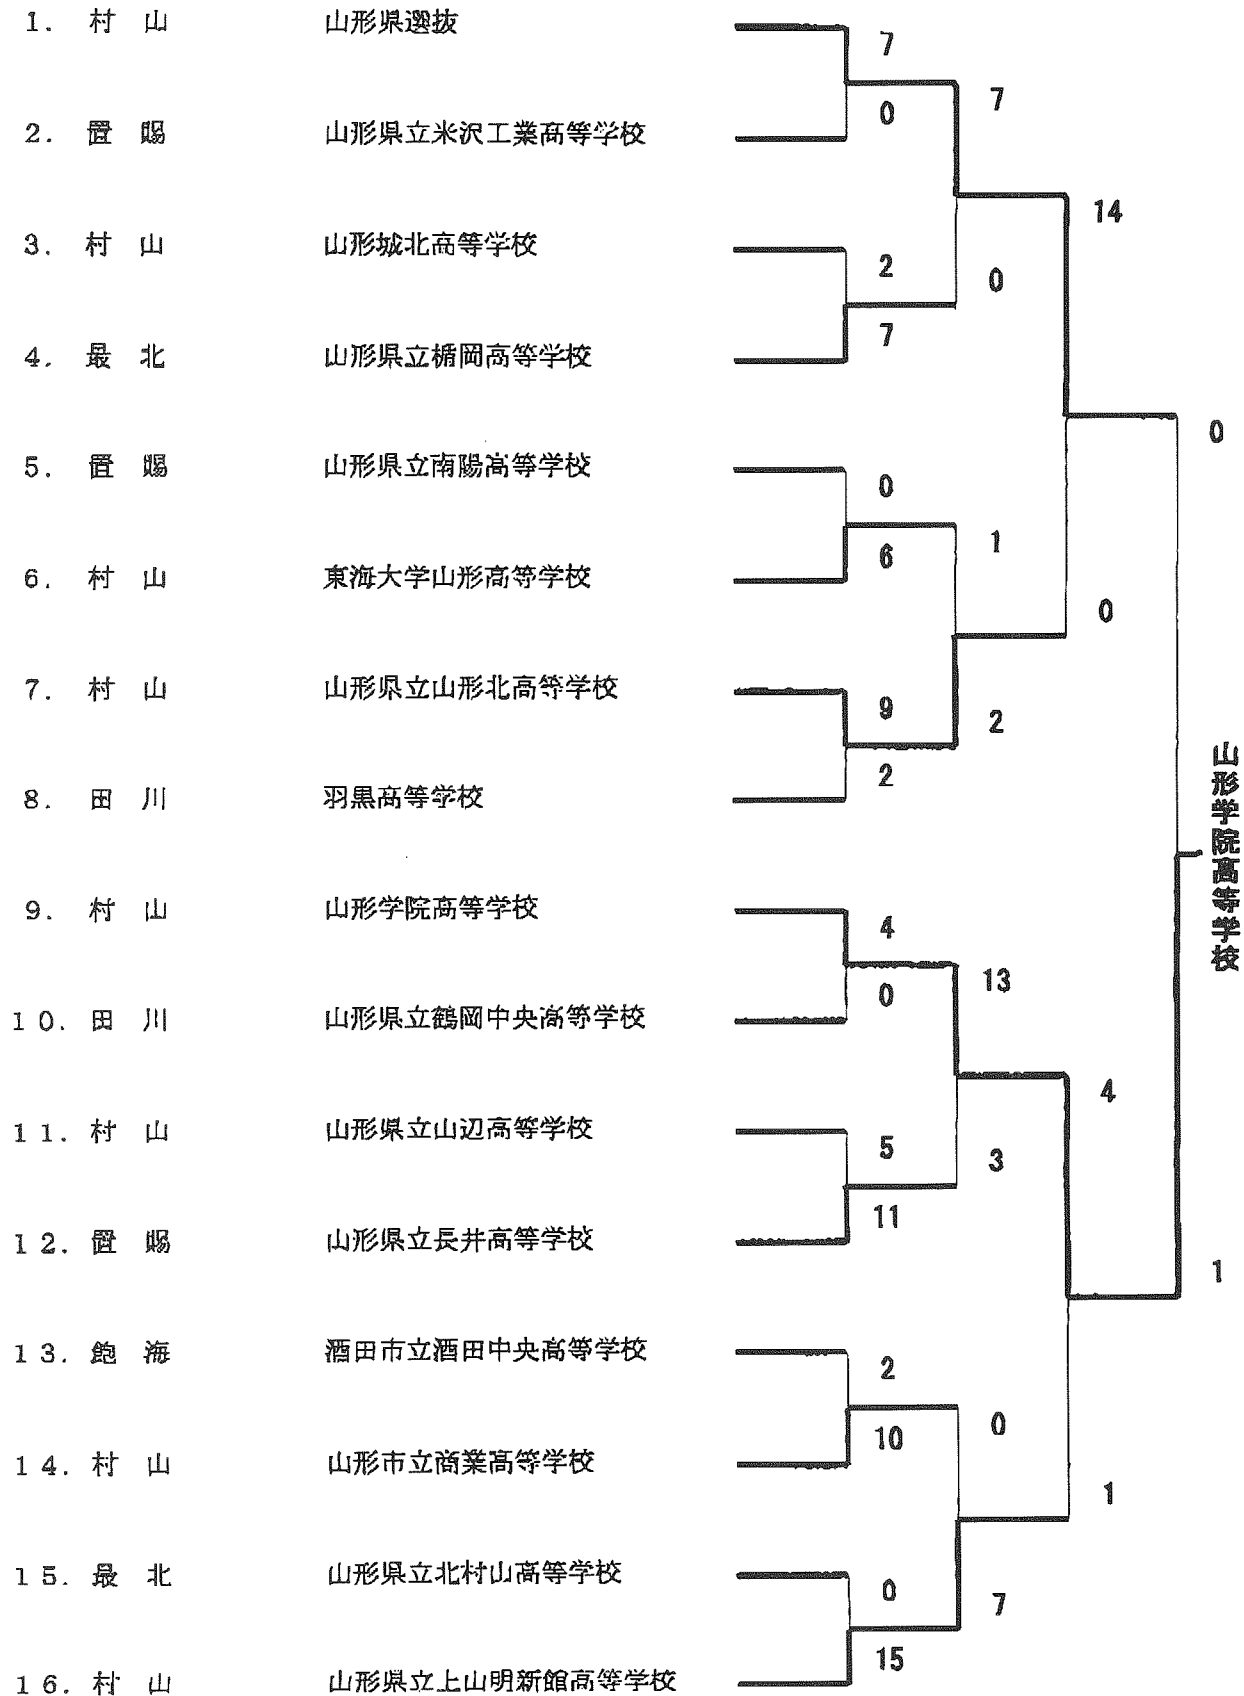 1. 村 山 山形県選抜
7
7
0
2. 置 賜 山形県立米沢工業高等学校
14
3. 村 山 山形城北高等学校
2
0
7
4. 最 北 山形県立楯岡高等学校
0
5. 置 賜 山形県立南陽高等学校
0
1
6
6. 村 山 東海大学山形高等学校
0
7. 村 山 山形県立山形北高等学校
9
2
2
8. 田 川 羽黒高等学校
山形学院高等学校
9. 村 山 山形学院高等学校
4
13
0
10. 田 川 山形県立鶴岡中央高等学校
4
11. 村 山 山形県立山辺高等学校
5
3
11
12. 置 賜 山形県立長井高等学校
1
13. 飽 海 酒田市立酒田中央高等学校
2
0
10
14. 村 山 山形市立商業高等学校
1
15. 最 北 山形県立北村山高等学校
0
7
15
16. 村 山 山形県立上山明新館高等学校